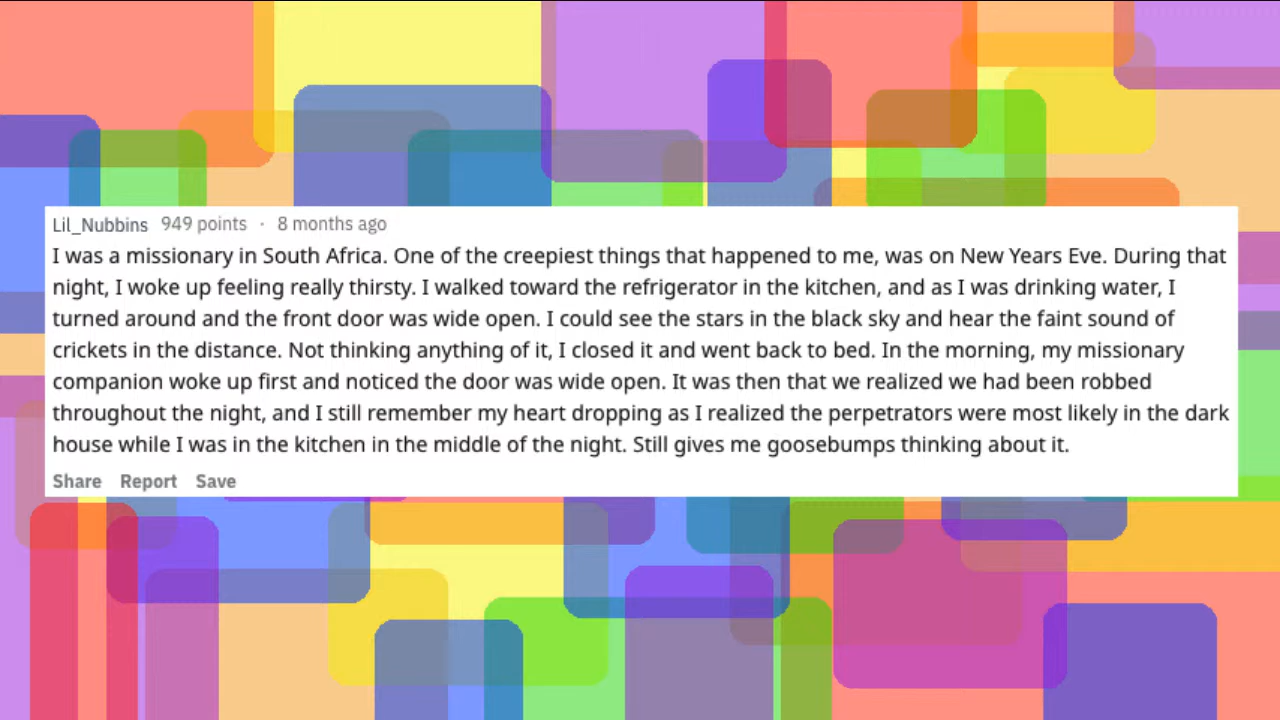 Lil_Nubbins 949 points · 8 months ago
I was a missionary in South Africa. One of the creepiest things that happened to me, was on New Years Eve. During that
night, I woke up feeling really thirsty. I walked toward the refrigerator in the kitchen, and as I was drinking water, I
turned around and the front door was wide open. I could see the stars in the black sky and hear the faint sound of
crickets in the distance. Not thinking anything of it, I closed it and went back to bed. In the morning, my missionary
companion woke up first and noticed the door was wide open. It was then that we realized we had been robbed
throughout the night, and I still remember my heart dropping as I realized the perpetrators were most likely in the dark
house while I was in the kitchen in the middle of the night. Still gives me goosebumps thinking about it.
Share Report Save